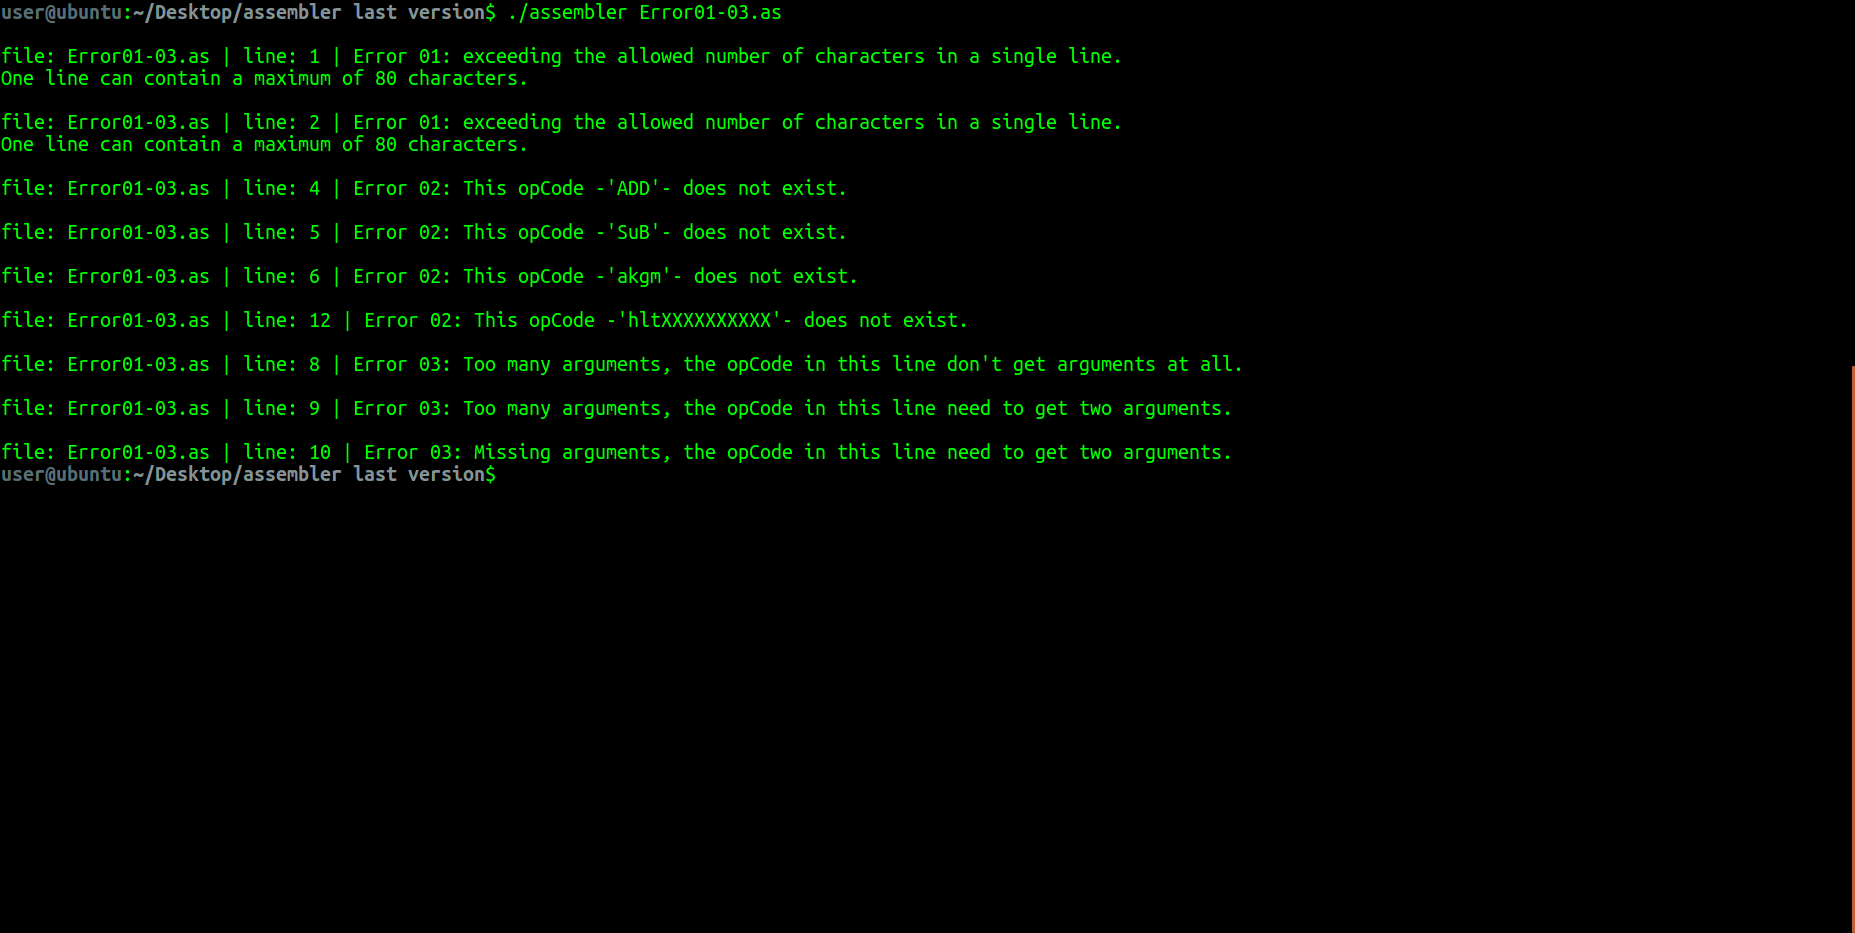 user@ubuntu:~/Desktop/assembler last version$ ./assembler Error01-03.as
file: Error01-03.as | line: 1 | Error 01: exceeding the allowed number of characters in a single line.
One line can contain a maximum of 80 characters.
file: Error01-03.as | line: 2 | Error 01: exceeding the allowed number of characters in a single line.
One line can contain a maximum of 80 characters.
file: Error01-03.as | line: 4 | Error 02: This opCode -'ADD'- does not exist.
file: Error01-03.as | line: 5 | Error 02: This opCode -'SuB'- does not exist.
file: Error01-03.as | line: 6 | Error 02: This opCode -'akgm'- does not exist.
file: Error01-03.as | line: 12 | Error 02: This opCode -'hltXXXXXXXXXX'- does not exist.
file: Error01-03.as | line: 8 | Error 03: Too many arguments, the opCode in this line don't get arguments at all.
file: Error01-03.as | line: 9 | Error 03: Too many arguments, the opCode in this line need to get two arguments.
file: Error01-03.as | line: 10 | Error 03: Missing arguments, the opCode in this line need to get two arguments.
user@ubuntu:~/Desktop/assembler last version$